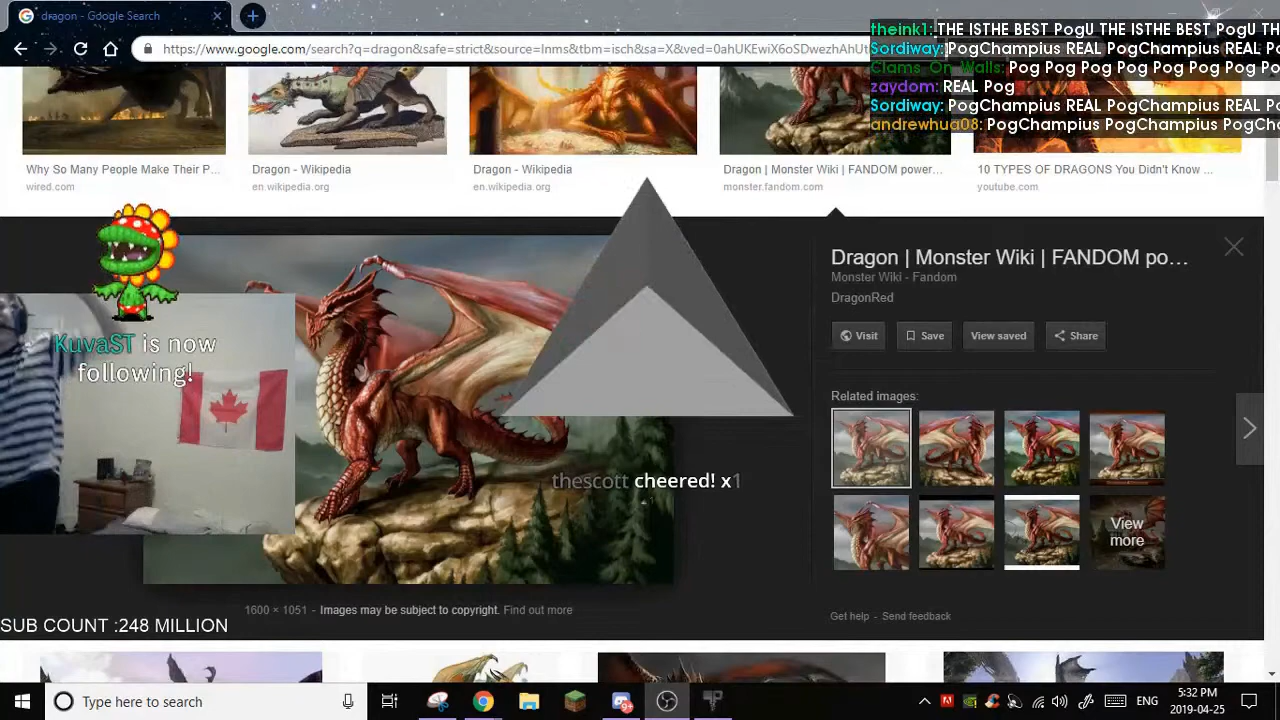 dragon - Google Search
https://www.google.com/search?q=dragon&safe=strict&source=lnms&tbm=isch&sa=X&ved=0ahUKEwiX6oSDwezhAhUt
theink1: THE ISTHE BEST PogU THE ISTHE BEST PogU TH
Sordiway: PogChampius REAL PogChampius REAL Po
Clams_On_Walls: Pog Pog Pog Pog Pog Pog Pog Po
zaydom: REAL Pog
Sordiway: PogChampius REAL PogChampius REAL Po
andrewhua08: PogChampius PogChampius PogCha
Why So Many People Make Their P...
wired.com
Dragon - Wikipedia
en.wikipedia.org
Dragon - Wikipedia
en.wikipedia.org
Dragon | Monster Wiki | FANDOM power...
monster.fandom.com
10 TYPES OF DRAGONS You Didn't Know ...
youtube.com
Dragon | Monster Wiki | FANDOM po...
Monster Wiki - Fandom
DragonRed
Visit
Save
View saved
Share
KuvaST is now
following!
Related images:
thescott cheered! x1
View
more
1600 × 1051 - Images may be subject to copyright. Find out more
Get help - Send feedback
SUB COUNT :248 MILLION
Type here to search
ENG
5:32 PM
2019-04-25